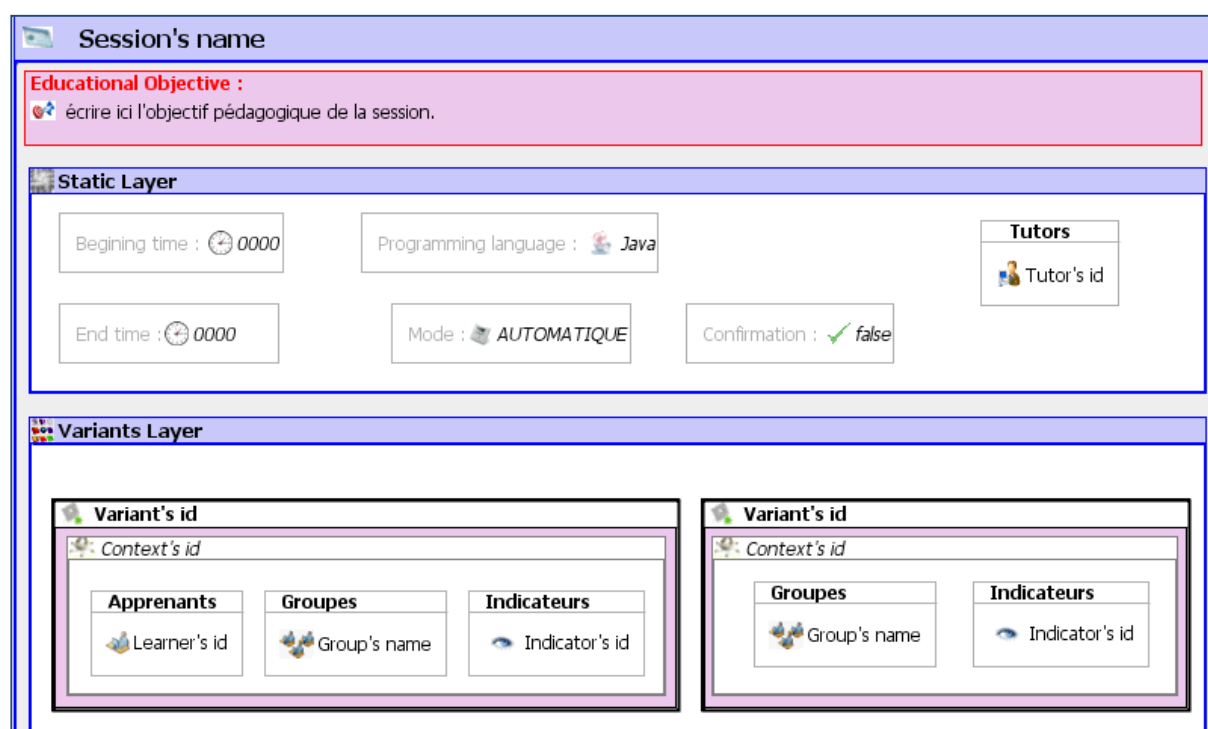 Session's name
Educational Objective :
écrire ici l'objectif pédagogique de la session.
Static Layer
Begining time : 0000
Programming language : Java
Tutors
Tutor's id
End time : 0000
Mode : AUTOMATIQUE
Confirmation : false
Variants Layer
Variant's id
Context's id
Apprenants
Learner's id
Groupes
Group's name
Indicateurs
Indicator's id
Variant's id
Context's id
Groupes
Group's name
Indicateurs
Indicator's id